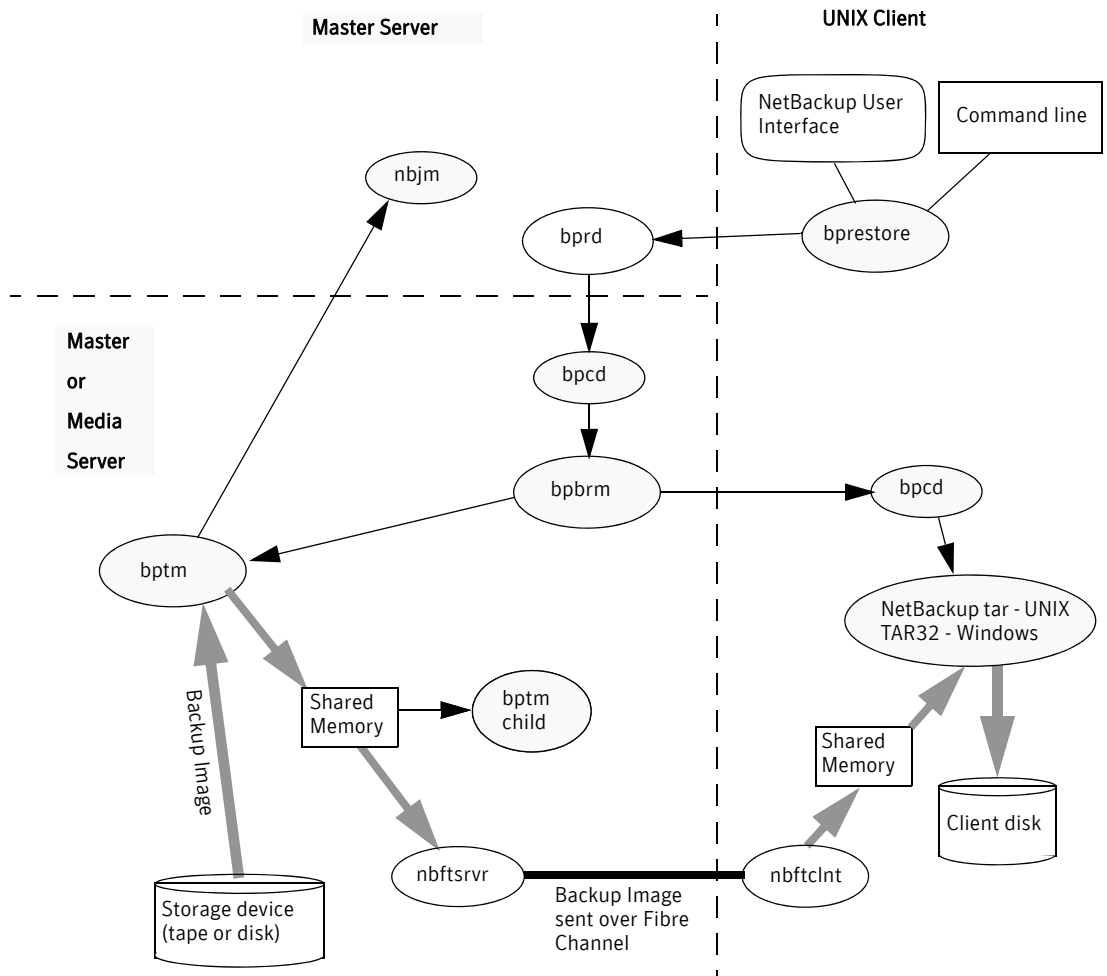 Master Server
UNIX Client
NetBackup User
Interface
Command line
nbjm
bprd
bprestore
Master
or
Media
Server
bpcd
bpbrm
bpcd
bptm
NetBackup tar - UNIX
TAR32 - Windows
Backup Image
Shared
Memory
bptm
child
Shared
Memory
Client disk
nbftsrvr
nbftclnt
Storage device
(tape or disk)
Backup Image
sent over Fibre
Channel